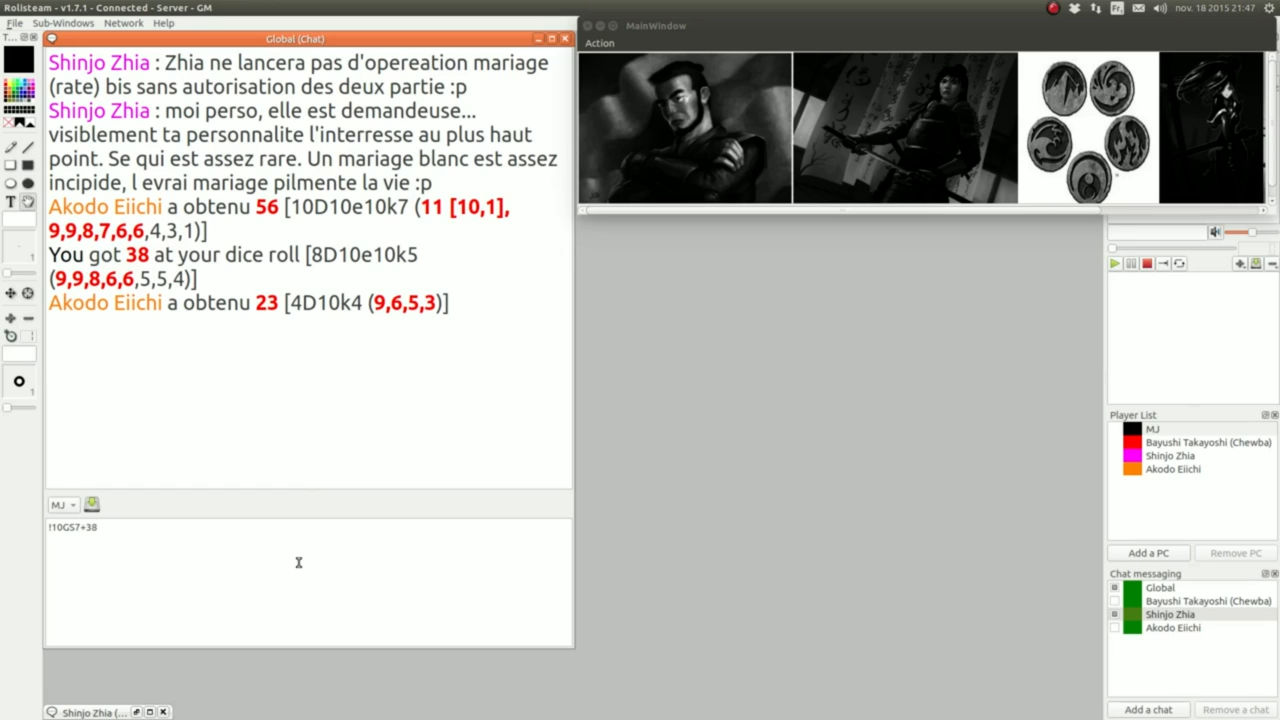 Rolisteam - v1.7.1 - Connected - Server - GM
Fr
nov. 18 2015 21:47
File Sub-Windows Network Help
T...
Global (Chat)
MainWindow
Action
Shinjo Zhia : Zhia ne lancera pas d'opereation mariage
(rate) bis sans autorisation des deux partie :p
Shinjo Zhia : moi perso, elle est demandeuse...
visiblement ta personnalite l'interresse au plus haut
point. Se qui est assez rare. Un mariage blanc est assez
incipide, l evrai mariage pilmente la vie :p
Akodo Eiichi a obtenu 56 [10D10e10k7 (11 [10,1],
9,9,8,7,6,6,4,3,1)]
You got 38 at your dice roll [8D10e10k5
(9,9,8,6,6,5,5,4)]
Akodo Eiichi a obtenu 23 [4D10k4 (9,6,5,3)]
T
1
1
1
MJ
!10G57+38
Player List
MJ
Bayushi Takayoshi (Chewba)
Shinjo Zhia
Akodo Eiichi
Add a PC Remove PC
Chat messaging
Global
Bayushi Takayoshi (Chewba)
Shinjo Zhia
Akodo Eiichi
Add a chat Remove a chat
Shinjo Zhia (...